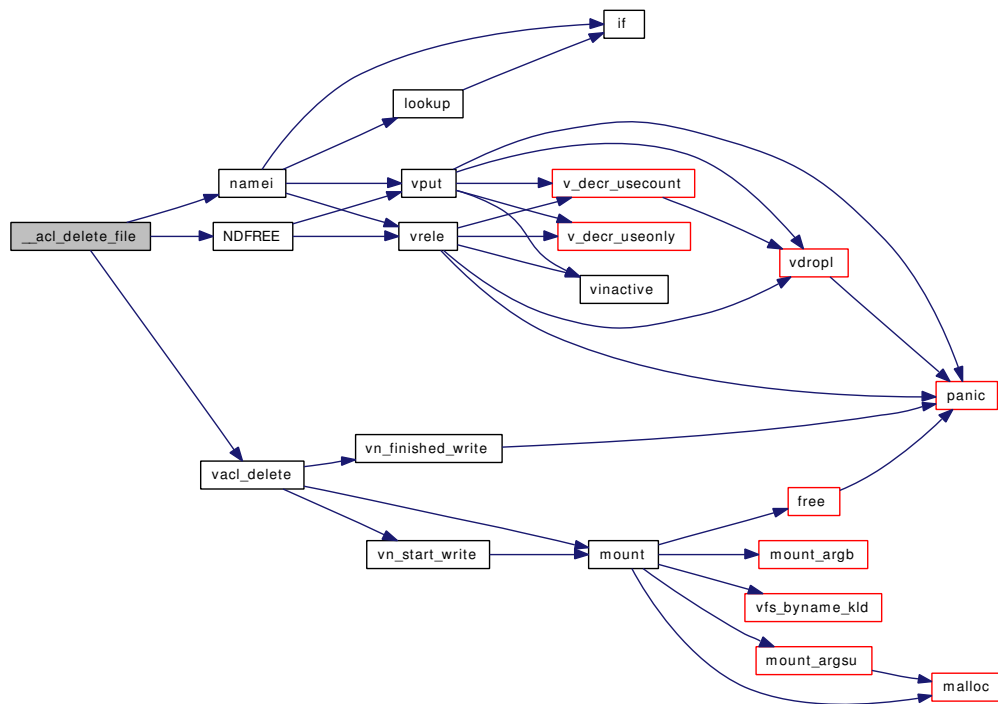 if
lookup
namei
vput
v_decr_usecount
__acl_delete_file
NDFREE
vrele
v_decr_useonly
vdropl
vinactive
panic
vn_finished_write
vacl_delete
free
vn_start_write
mount
mount_argb
vfs_byname_kld
mount_argsu
malloc